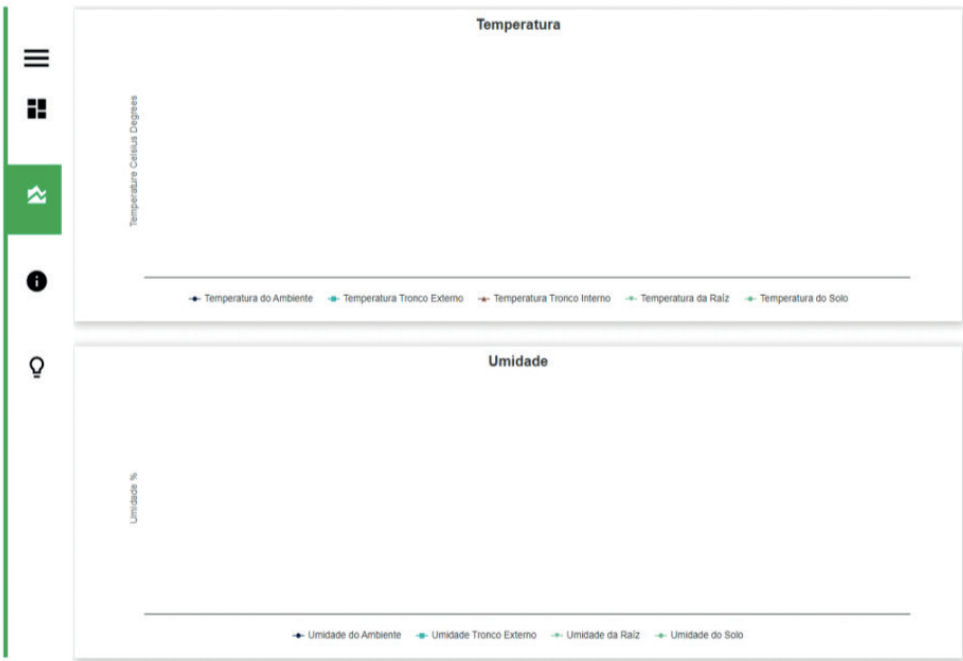 Temperatura
Temperature Celsius Degrees
Temperatura do Ambiente Temperatura Tronco Externo Temperatura Tronco Interno Temperatura da Raíz Temperatura do Solo
Umidade
Umidade %
Umidade do Ambiente Umidade Tronco Externo Umidade da Raíz Umidade do Solo